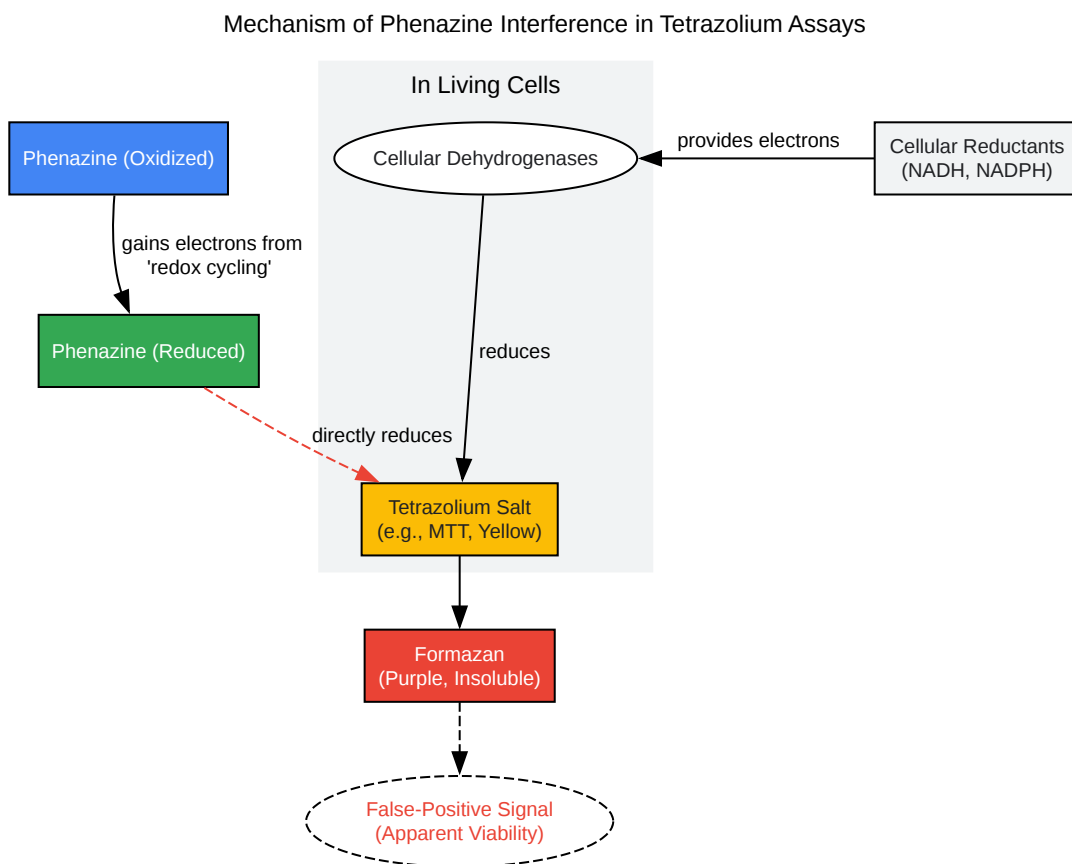 Mechanism of Phenazine Interference in Tetrazolium Assays
In Living Cells
Phenazine (Oxidized)
Cellular Dehydrogenases
provides electrons
Cellular Reductants
(NADH, NADPH)
gains electrons from
'redox cycling'
Phenazine (Reduced)
reduces
directly reduces
Tetrazolium Salt
(e.g., MTT, Yellow)
Formazan
(Purple, Insoluble)
False-Positive Signal
(Apparent Viability)